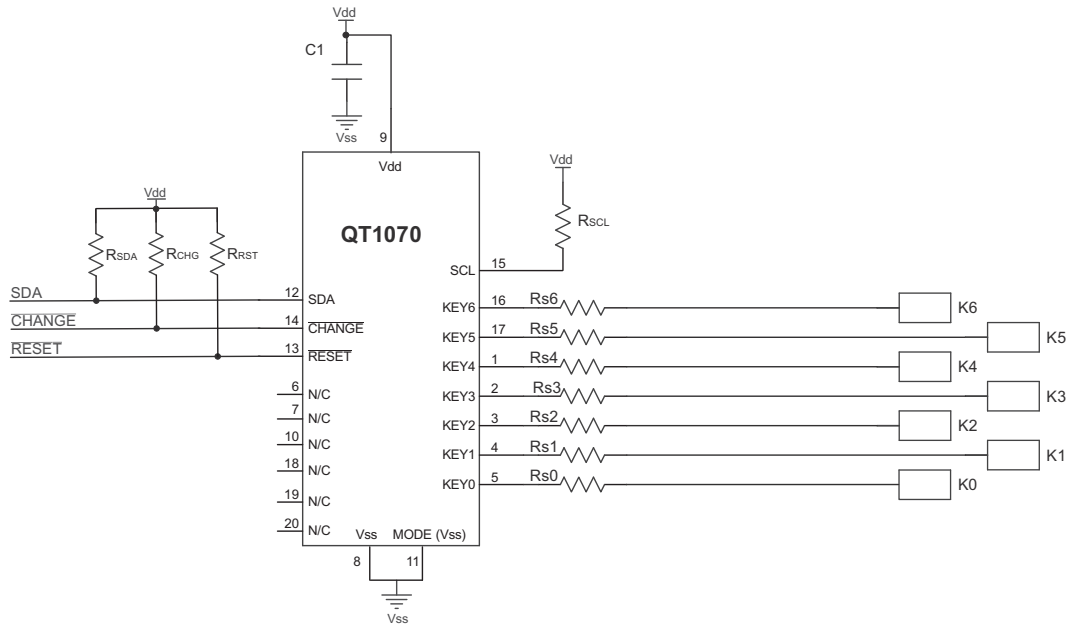 Vdd
C1
Vss
9
Vdd
Vdd
RSCL
Vdd
RSDA
RCHG
RRST
QT1070
SCL
15
SDA
12
SDA
CHANGE
14
CHANGE
RESET
13
RESET
KEY6
16
Rs6
K6
KEY5
17
Rs5
K5
KEY4
1
Rs4
K4
KEY3
2
Rs3
K3
KEY2
3
Rs2
K2
KEY1
4
Rs1
K1
KEY0
5
Rs0
K0
6
N/C
7
N/C
10
N/C
18
N/C
19
N/C
20
N/C
Vss
MODE (Vss)
8
11
Vss